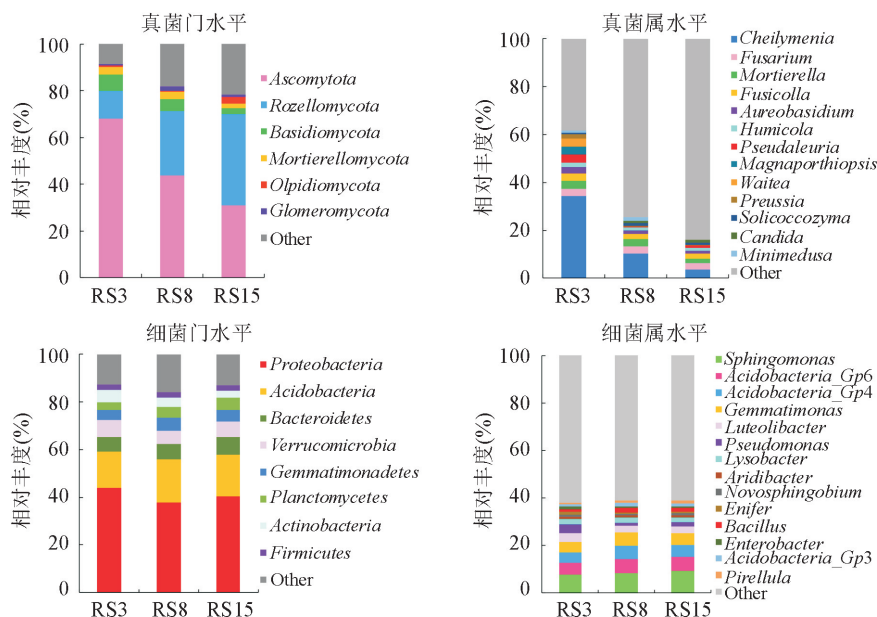 真菌门水平
相对丰度(%)
100
80
60
40
20
0
RS3 RS8 RS15
Ascomytota
Rozellomycota
Basidiomycota
Mortierellomycota
Olpidiomycota
Glomeromycota
Other
真菌属水平
相对丰度(%)
100
80
60
40
20
0
RS3 RS8 RS15
Cheilymenia
Fusarium
Mortierella
Fusicolla
Aureobasidium
Humicola
Pseudaleuria
Magnaporthiopsis
Waitea
Preussia
Solicoccozyma
Candida
Minimedusa
Other
细菌门水平
相对丰度(%)
100
80
60
40
20
0
RS3 RS8 RS15
Proteobacteria
Acidobacteria
Bacteroidetes
Verrucomicrobia
Gemmatimonadetes
Planctomycetes
Actinobacteria
Firmicutes
Other
细菌属水平
相对丰度(%)
100
80
60
40
20
0
RS3 RS8 RS15
Sphingomonas
Acidobacteria_Gp6
Acidobacteria_Gp4
Gemmatimonas
Luteolibacter
Pseudomonas
Lysobacter
Aridibacter
Novosphingobium
Enifer
Bacillus
Enterobacter
Acidobacteria_Gp3
Pirellula
Other